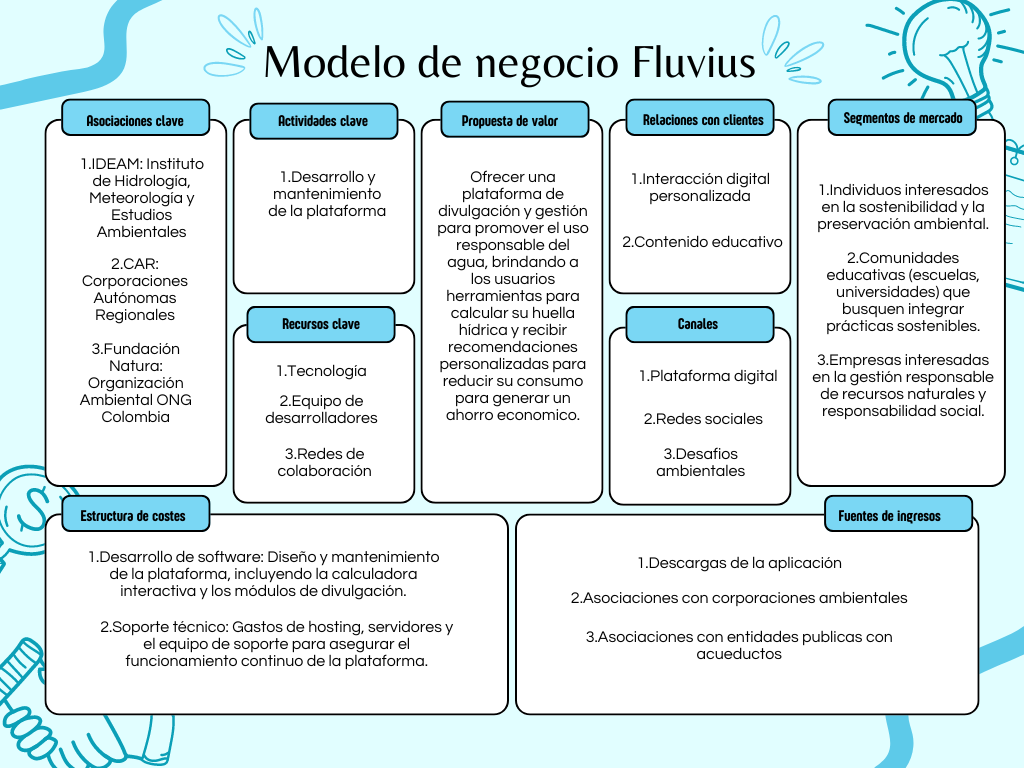 Modelo de negocio Fluvius
Asociaciones clave
1.IDEAM: Instituto
de Hidrología,
Meteorología y
Estudios
Ambientales
2.CAR:
Corporaciones
Autónomas
Regionales
3.Fundación
Natura:
Organización
Ambiental ONG
Colombia
Actividades clave
1.Desarrollo y
mantenimiento
de la plataforma
Recursos clave
1.Tecnología
2.Equipo de
desarrolladores
3.Redes de
colaboración
Propuesta de valor
Ofrecer una
plataforma de
divulgación y gestión
para promover el uso
responsable del
agua, brindando a
los usuarios
herramientas para
calcular su huella
hídrica y recibir
recomendaciones
personalizadas para
reducir su consumo
para generar un
ahorro economico.
Relaciones con clientes
1.Interacción digital
personalizada
2.Contenido educativo
Canales
1.Plataforma digital
2.Redes sociales
3.Desafios
ambientales
Segmentos de mercado
1.Individuos interesados
en la sostenibilidad y la
preservación ambiental.
2.Comunidades
educativas (escuelas,
universidades) que
busquen integrar
prácticas sostenibles.
3.Empresas interesadas
en la gestión responsable
de recursos naturales y
responsabilidad social.
Estructura de costes
1.Desarrollo de software: Diseño y mantenimiento
de la plataforma, incluyendo la calculadora
interactiva y los módulos de divulgación.
2.Soporte técnico: Gastos de hosting, servidores y
el equipo de soporte para asegurar el
funcionamiento continuo de la plataforma.
Fuentes de ingresos
1.Descargas de la aplicación
2.Asociaciones con corporaciones ambientales
3.Asociaciones con entidades publicas con
acueductos